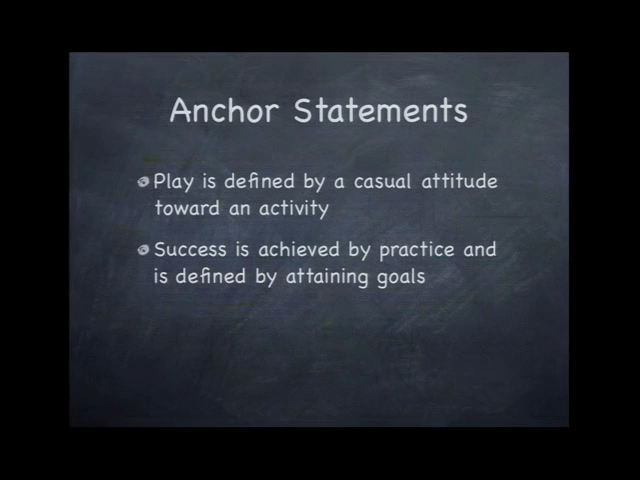 Anchor Statements
Play is defined by a casual attitude
toward an activity
Success is achieved by practice and
is defined by attaining goals